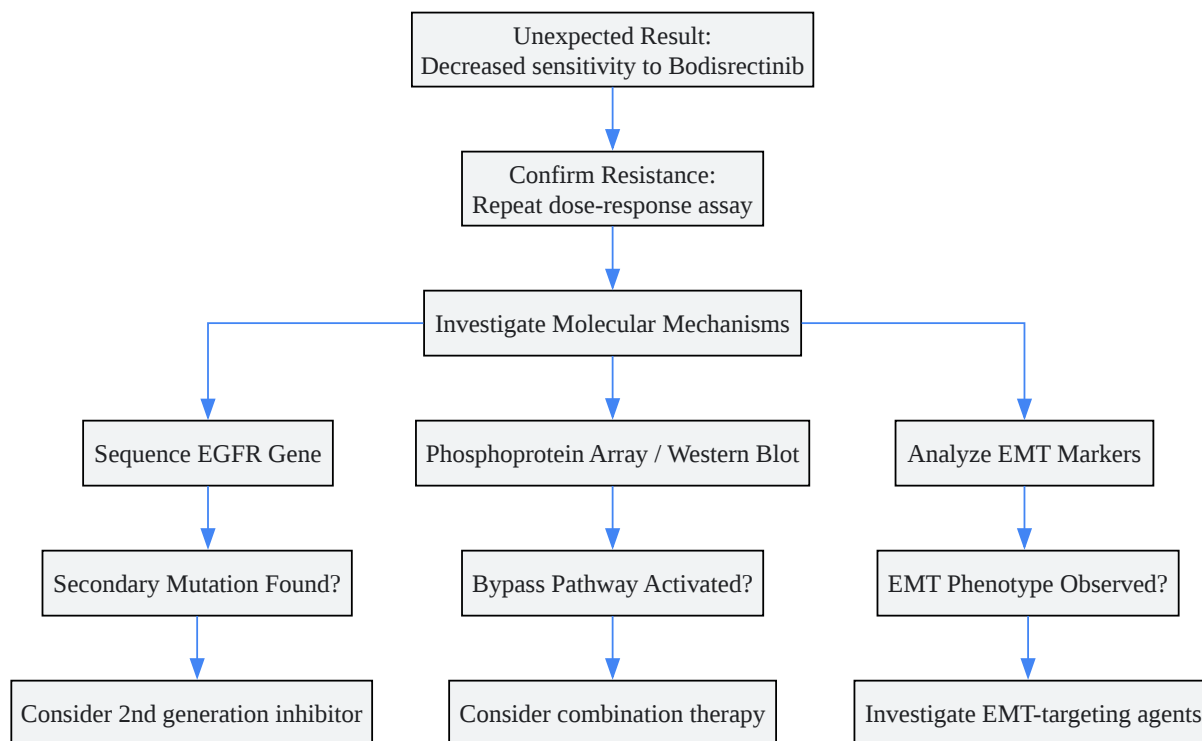 Unexpected Result:
Decreased sensitivity to Bodisrectinib
Confirm Resistance:
Repeat dose-response assay
Investigate Molecular Mechanisms
Sequence EGFR Gene
Phosphoprotein Array / Western Blot
Analyze EMT Markers
Secondary Mutation Found?
Bypass Pathway Activated?
EMT Phenotype Observed?
Consider 2nd generation inhibitor
Consider combination therapy
Investigate EMT-targeting agents